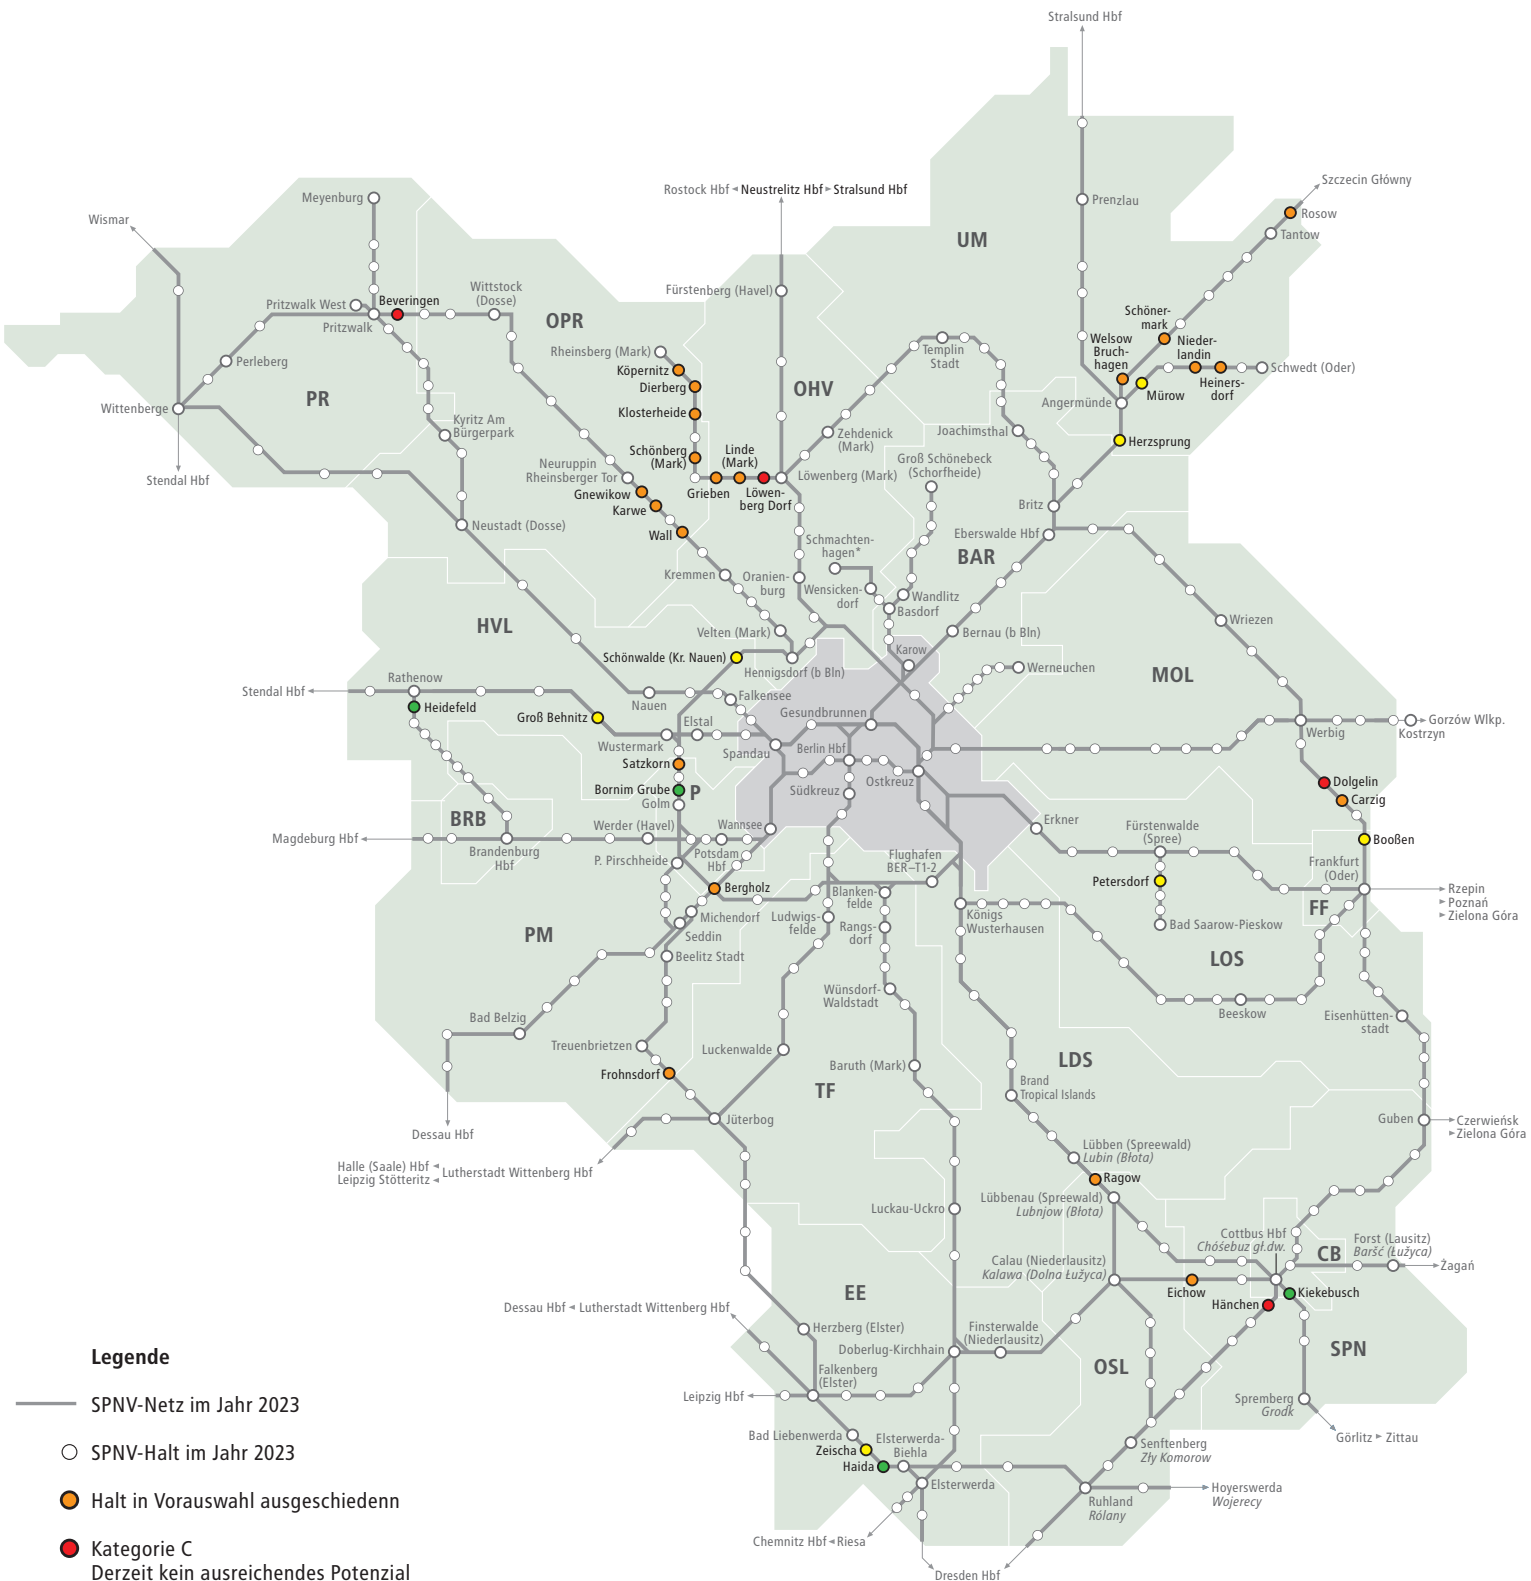 Stralsund Hbf
Szczecin Główny
Rostock Hbf ◂ Neustrelitz Hbf ▸ Stralsund Hbf
Meyenburg
Prenzlau
Rosow
Wismar
Tantow
UM
Wittstock
(Dosse)
Fürstenberg (Havel)
Pritzwalk West
Beveringen
Pritzwalk
OPR
Schöner-
mark
Welsow
Bruch-
hagen
Nieder-
landin
Rheinsberg (Mark)
Templin
Stadt
Perleberg
Köpernitz
Dierberg
OHV
Schwedt (Oder)
Heiners-
dorf
Mürow
PR
Wittenberge
Klosterheide
Angermünde
Kyritz Am
Bürgerpark
Zehdenick
(Mark)
Joachimsthal
Herzsprung
Schönberg
(Mark)
Linde
(Mark)
Groß Schönebeck
(Schorfheide)
Stendal Hbf
Neuruppin
Rheinsberger Tor
Löwenberg (Mark)
Gnewikow
Karwe
Grieben
Löwen-
berg Dorf
Britz
Neustadt (Dosse)
Wall
Schmachten-
hagen*
Eberswalde Hbf
BAR
Kremmen
Oranien-
burg
Wensicken-
dorf
Wandlitz
Basdorf
HVL
Velten (Mark)
Bernau (b Bln)
Wriezen
Schönwalde (Kr. Nauen)
Hennigsdorf (b Bln)
Karow
Werneuchen
MOL
Rathenow
Stendal Hbf
Heidefeld
Nauen
Falkensee
Groß Behnitz
Elstal
Gesundbrunnen
Gorzów Wlkp.
Kostrzyn
Werbig
Wustermark
Spandau
Berlin Hbf
Satzkorn
Ostkreuz
Dolgelin
Bornim Grube
P
Golm
Südkreuz
Carzig
BRB
Werder (Havel)
Wannsee
Erkner
Fürstenwalde
(Spree)
Booßen
Magdeburg Hbf
Brandenburg
Hbf
P. Pirschheide
Potsdam
Hbf
Flughafen
BER–T1-2
Frankfurt
(Oder)
Petersdorf
Bergholz
Blanken-
felde
Rzepin
Poznań
Zielona Góra
FF
Michendorf
Ludwigs-
felde
Königs
Wusterhausen
Bad Saarow-Pieskow
PM
Seddin
Rangs-
dorf
Beelitz Stadt
LOS
Wünsdorf-
Waldstadt
Bad Belzig
Beeskow
Eisenhütten-
stadt
Treuenbrietzen
Luckenwalde
LDS
Frohnsdorf
TF
Baruth (Mark)
Brand
Tropical Islands
Jüterbog
Guben
Czerwieńsk
Zielona Góra
Dessau Hbf
Lübben (Spreewald)
Lubin (Błota)
Halle (Saale) Hbf
Leipzig Stötteritz
Lutherstadt Wittenberg Hbf
Ragow
Lübbenau (Spreewald)
Lubnjow (Błota)
Luckau-Uckro
Cottbus Hbf
Chóśebuz gł.dw.
CB
Forst (Lausitz)
Baršć (Łužyca)
Calau (Niederlausitz)
Kalawa (Dolna Łužyca)
Żagań
EE
Eichow
Kiekebusch
Hänchen
Dessau Hbf ◂ Lutherstadt Wittenberg Hbf
Herzberg (Elster)
Finsterwalde
(Niederlausitz)
Doberlug-Kirchhain
SPN
OSL
Falkenberg
(Elster)
Leipzig Hbf
Spremberg
Grodk
Bad Liebenwerda
Zeischa
Elsterwerda-
Biehla
Görlitz ▸ Zittau
Senftenberg
Zły Komorow
Haida
Elsterwerda
Hoyerswerda
Wojerecy
Ruhland
Rólany
Chemnitz Hbf ◂ Riesa
Dresden Hbf
Legende
SPNV-Netz im Jahr 2023
SPNV-Halt im Jahr 2023
Halt in Vorauswahl ausgeschiedenn
Kategorie C
Derzeit kein ausreichendes Potenzial